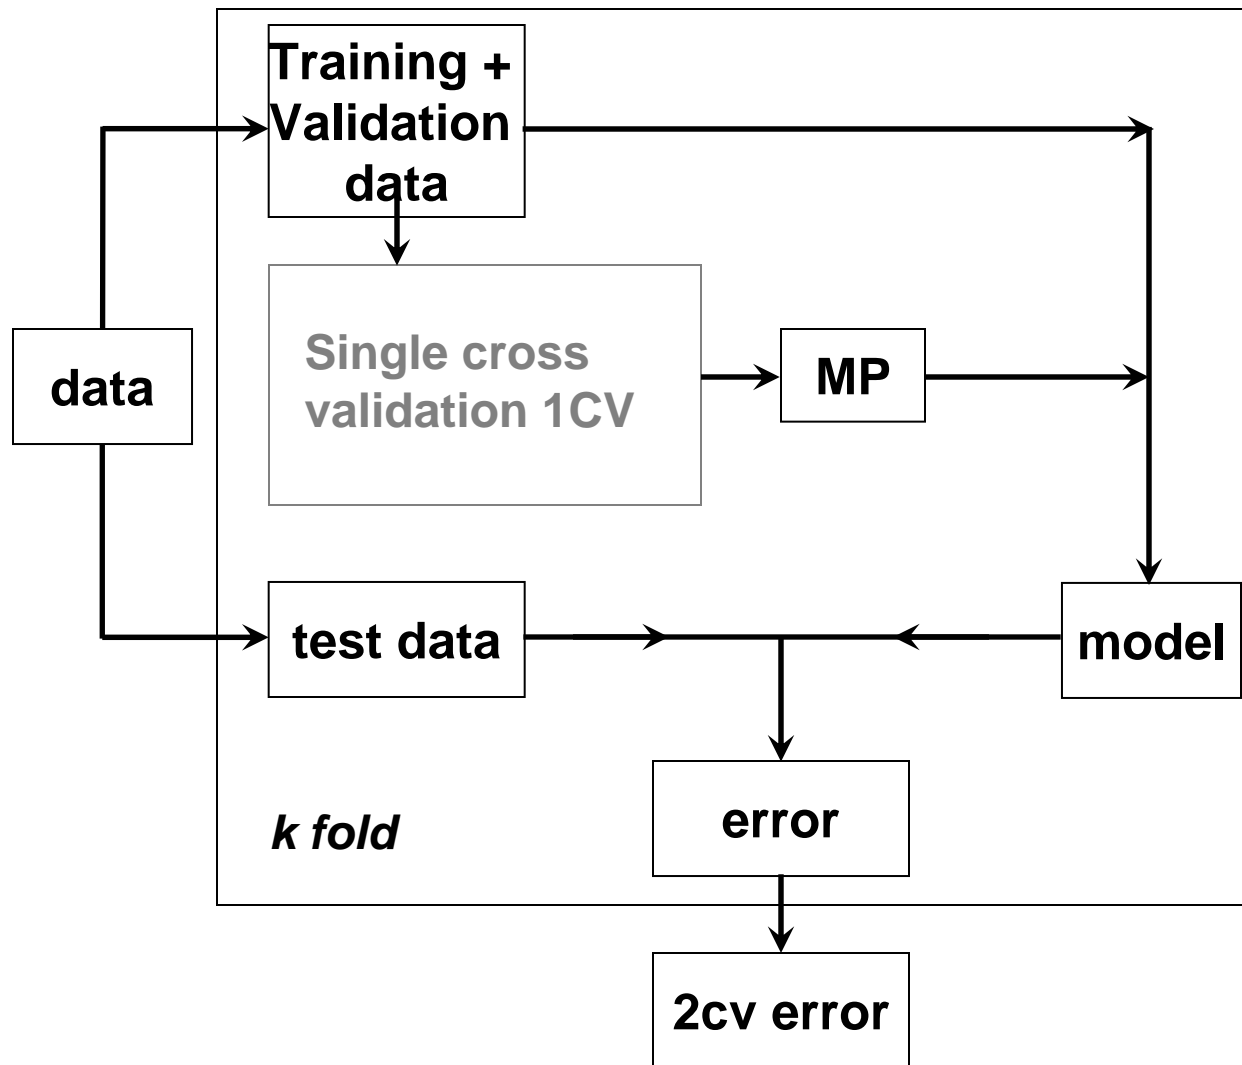 Training +
Validation
data
Single cross
validation 1CV
MP
data
test data
model
error
k fold
2cv error